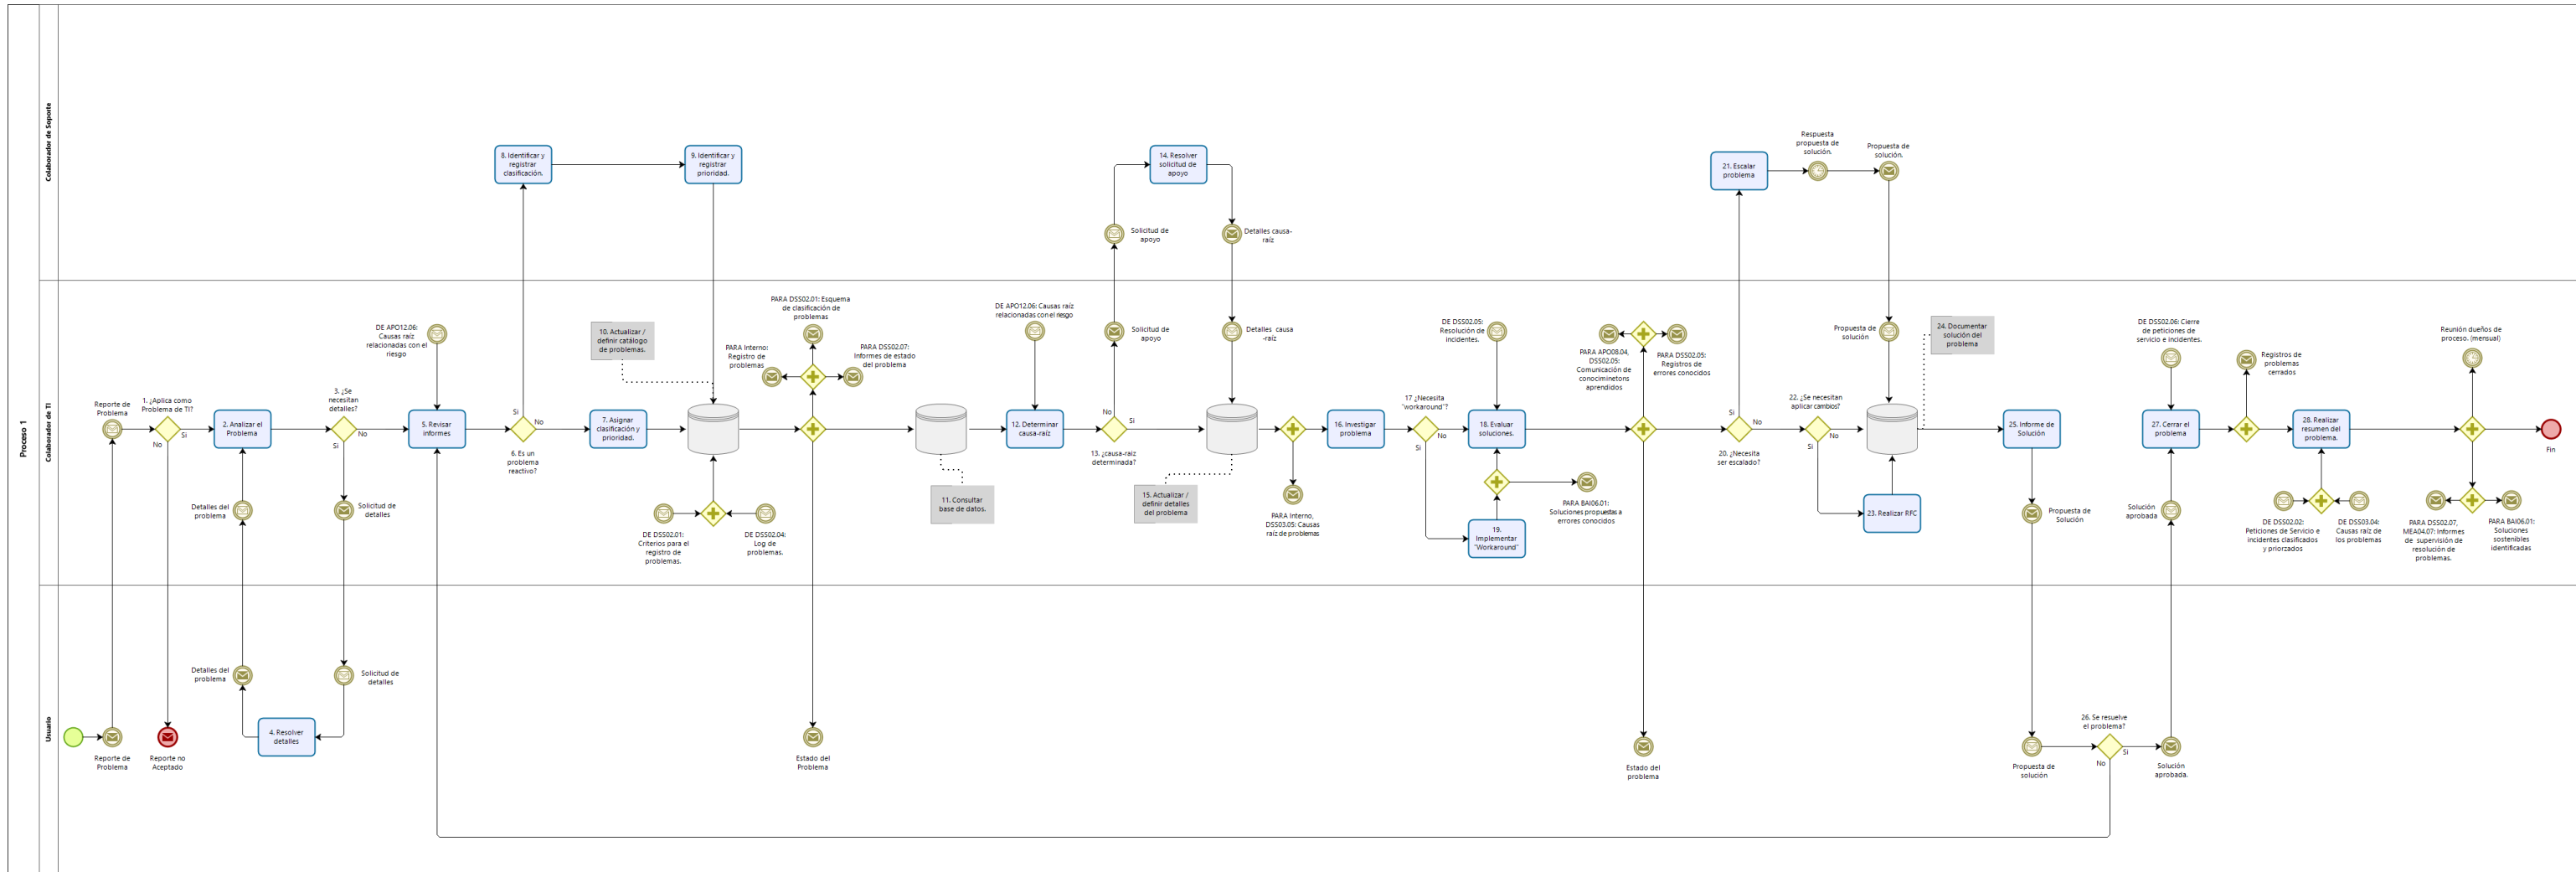 Proceso 1
Colaborador de Soporte
8. Identificar y
registrar
clasificación.
9. Identificar y
registrar
prioridad.
14. Resolver
solicitud de
apoyo
Solicitud de
apoyo
Detalles causa-
raíz
21. Escalar
problema
Respuesta
propuesta de
solución.
Propuesta de
solución.
Colaborador de TI
Reporte de
Problema
1. ¿Aplica como
Problema de TI?
Si
No
2. Analizar el
Problema
Detalles del
problema
3. ¿Se
necesitan
detalles?
No
Si
Solicitud de
detalles
DE APO12.06:
Causas raíz
relacionadas con el
riesgo
5. Revisar
informes
Si
No
6. Es un
problema
reactivo?
10. Actualizar /
definir catálogo
de problemas.
7. Asignar
clasificación y
prioridad.
DE DSS02.01:
Criterios para el
registro de
problemas.
DE DSS02.04:
Log de
problemas.
PARA DSS02.01: Esquema
de clasificación de
problemas
PARA Interno:
Registro de
problemas
PARA DSS02.07:
Informes de estado
del problema
11. Consultar
base de datos.
DE APO12.06: Causas raíz
relacionadas con el riesgo
12. Determinar
causa-raíz
Solicitud de
apoyo
No
Si
13. ¿causa-raiz
determinada?
Detalles causa
-raíz
15. Actualizar /
definir detalles
del problema
PARA Interno,
DSS03.05: Causas
raíz de problemas
16. Investigar
problema
17 ¿Necesita
"workaround"?
No
Si
DE DSS02.05:
Resolución de
incidentes.
18. Evaluar
soluciones.
19.
Implementar
"Workaround"
PARA BAI06.01:
Soluciones propuestas a
errores conocidos
PARA APO08.04,
DSS02.05:
Comunicación de
conociminetons
aprendidos
PARA DSS02.05:
Registros de
errores conocidos
Si
No
20. ¿Necesita
ser escalado?
22. ¿Se necesitan
aplicar cambios?
No
Si
Propuesta de
solución
23. Realizar RFC
24. Documentar
solución del
problema
25. Informe de
Solución
Propuesta de
Solución
DE DSS02.06: Cierre
de peticiones de
servicio e incidentes.
27. Cerrar el
problema
Solución
aprobada
Registros de
problemas
cerrados
28. Realizar
resumen del
problema.
DE DSS02.02:
Peticiones de Servicio e
incidentes clasificados
y priorzados
DE DSS03.04:
Causas raíz de
los problemas
Reunión dueños de
proceso. (mensual)
PARA DSS02.07,
MEA04.07: Informes
de supervisión de
resolución de
problemas.
PARA BAI06.01:
Soluciones
sostenibles
identificadas
Fin
Usuario
Reporte de
Problema
Reporte no
Aceptado
Detalles del
problema
4. Resolver
detalles
Solicitud de
detalles
Estado del
Problema
Estado del
problema
Propuesta de
solución
26. Se resuelve
el problema?
Si
No
Solución
aprobada.